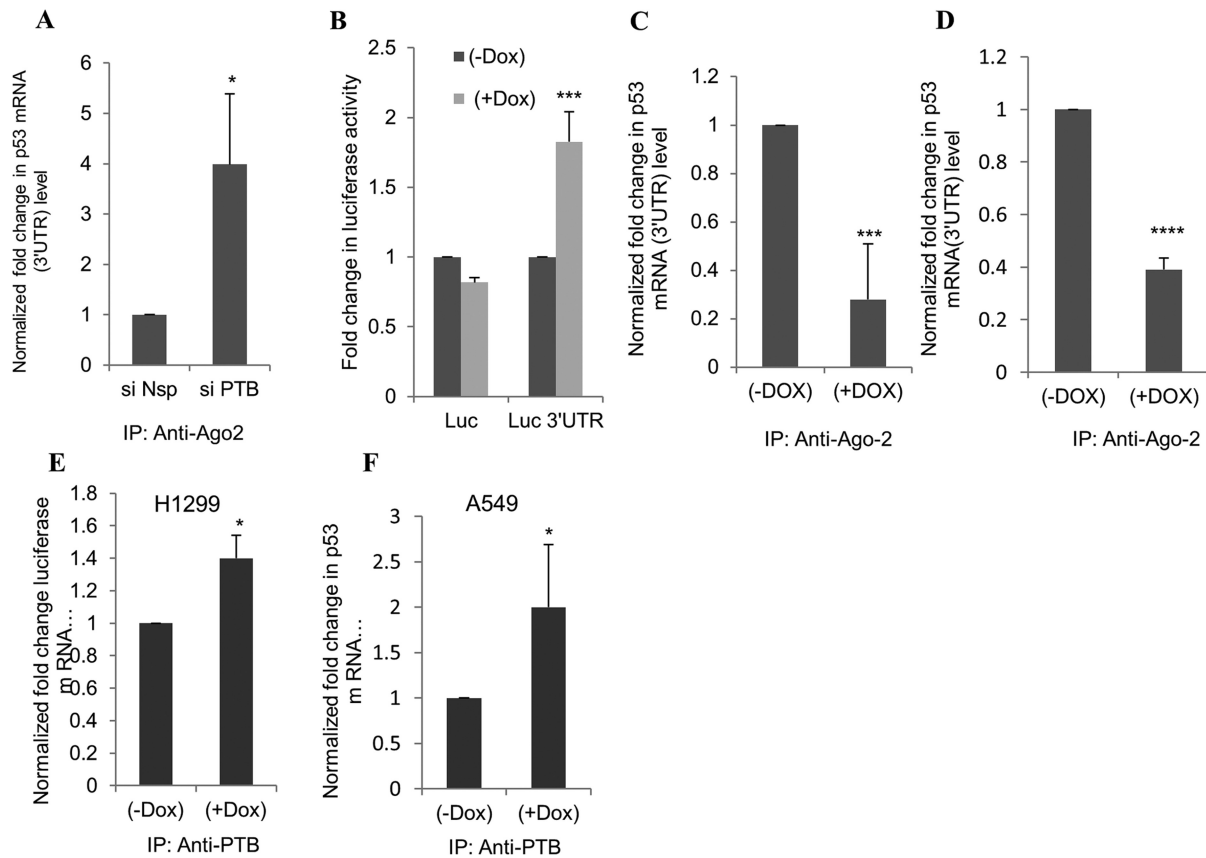 A
Normalized fold change in p53 mRNA
(3'UTR) level
6
5
4
3
2
1
0
*
si Nsp si PTB
IP: Anti-Ago2
B
Fold change in luciferase activity
2.5
2
1.5
1
0.5
0
(-Dox)
(+Dox)
***
Luc Luc 3'UTR
C
Normalized fold change in p53
mRNA (3'UTR) level
1.2
1
0.8
0.6
0.4
0.2
0
***
(-DOX) (+DOX)
IP: Anti-Ago-2
D
Normalized fold change in p53
mRNA(3'UTR) level
1.2
1
0.8
0.6
0.4
0.2
0
****
(-DOX) (+DOX)
IP: Anti-Ago-2
E
Normalized fold change luciferase
m RNA…
1.8
1.6
1.4
1.2
1
0.8
0.6
0.4
0.2
0
H1299
*
(-Dox) (+Dox)
IP: Anti-PTB
F
Normalized fold change in p53
m RNA…
3
2.5
2
1.5
1
0.5
0
A549
*
(-Dox) (+Dox)
IP: Anti-PTB